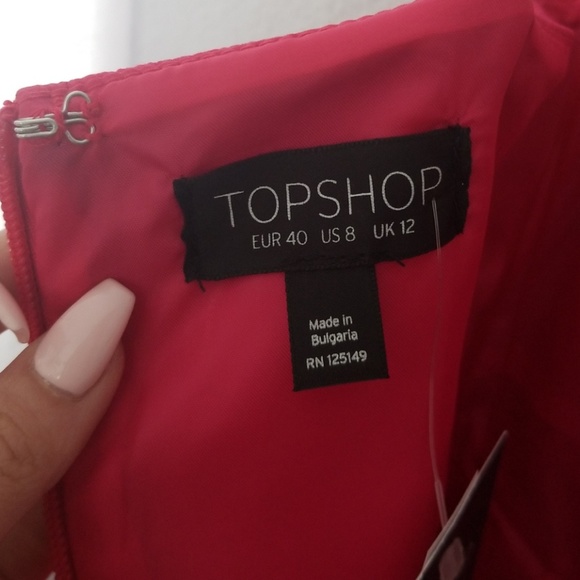 TOPSHOP
EUR 40 US 8 UK 12
Made in
Bulgaria
RN 125149